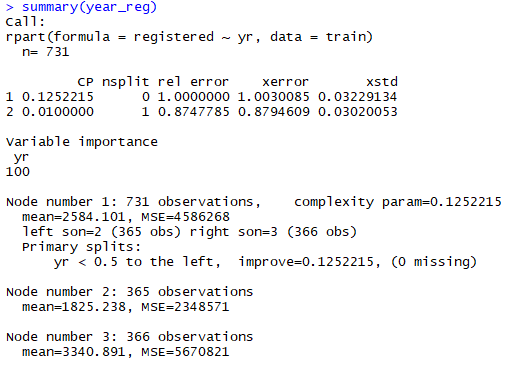 > summary(year_reg)
Call:
rpart(formula = registered ~ yr, data = train)
  n= 731

         CP nsplit rel error    xerror       xstd
1 0.1252215      0 1.0000000 1.0030085 0.03229134
2 0.0100000      1 0.8747785 0.8794609 0.03020053

Variable importance
 yr
100

Node number 1: 731 observations,    complexity param=0.1252215
  mean=2584.101, MSE=4586268
  left son=2 (365 obs) right son=3 (366 obs)
  Primary splits:
      yr < 0.5 to the left,  improve=0.1252215, (0 missing)

Node number 2: 365 observations
  mean=1825.238, MSE=2348571

Node number 3: 366 observations
  mean=3340.891, MSE=5670821